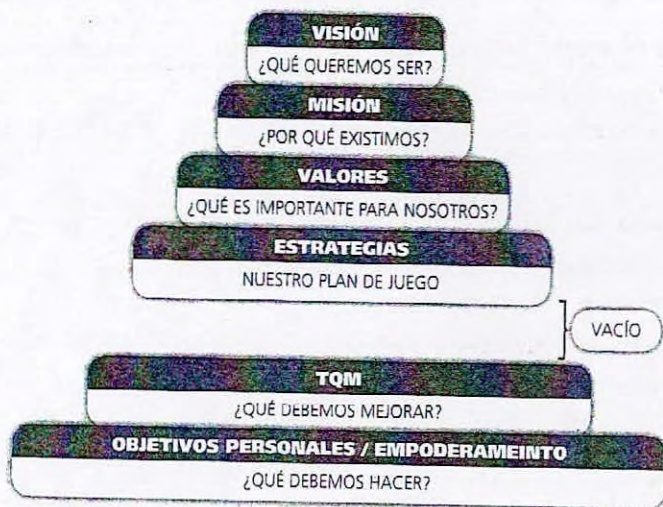 VISIÓN
¿QUÉ QUEREMOS SER?
MISIÓN
¿POR QUÉ EXISTIMOS?
VALORES
¿QUÉ ES IMPORTANTE PARA NOSOTROS?
ESTRATEGIAS
NUESTRO PLAN DE JUEGO
VACÍO
TQM
¿QUÉ DEBEMOS MEJORAR?
OBJETIVOS PERSONALES / EMPODERAMEINTO
¿QUÉ DEBEMOS HACER?